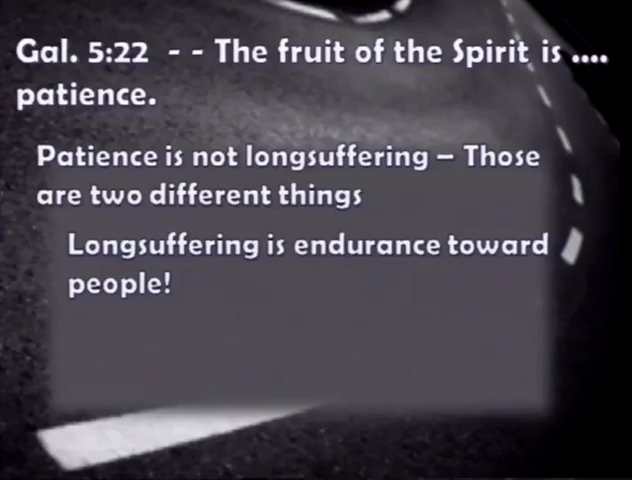 Gal. 5:22 - - The fruit of the Spirit is ....
patience.
Patience is not longsuffering – Those
are two different things
Longsuffering is endurance toward
people!